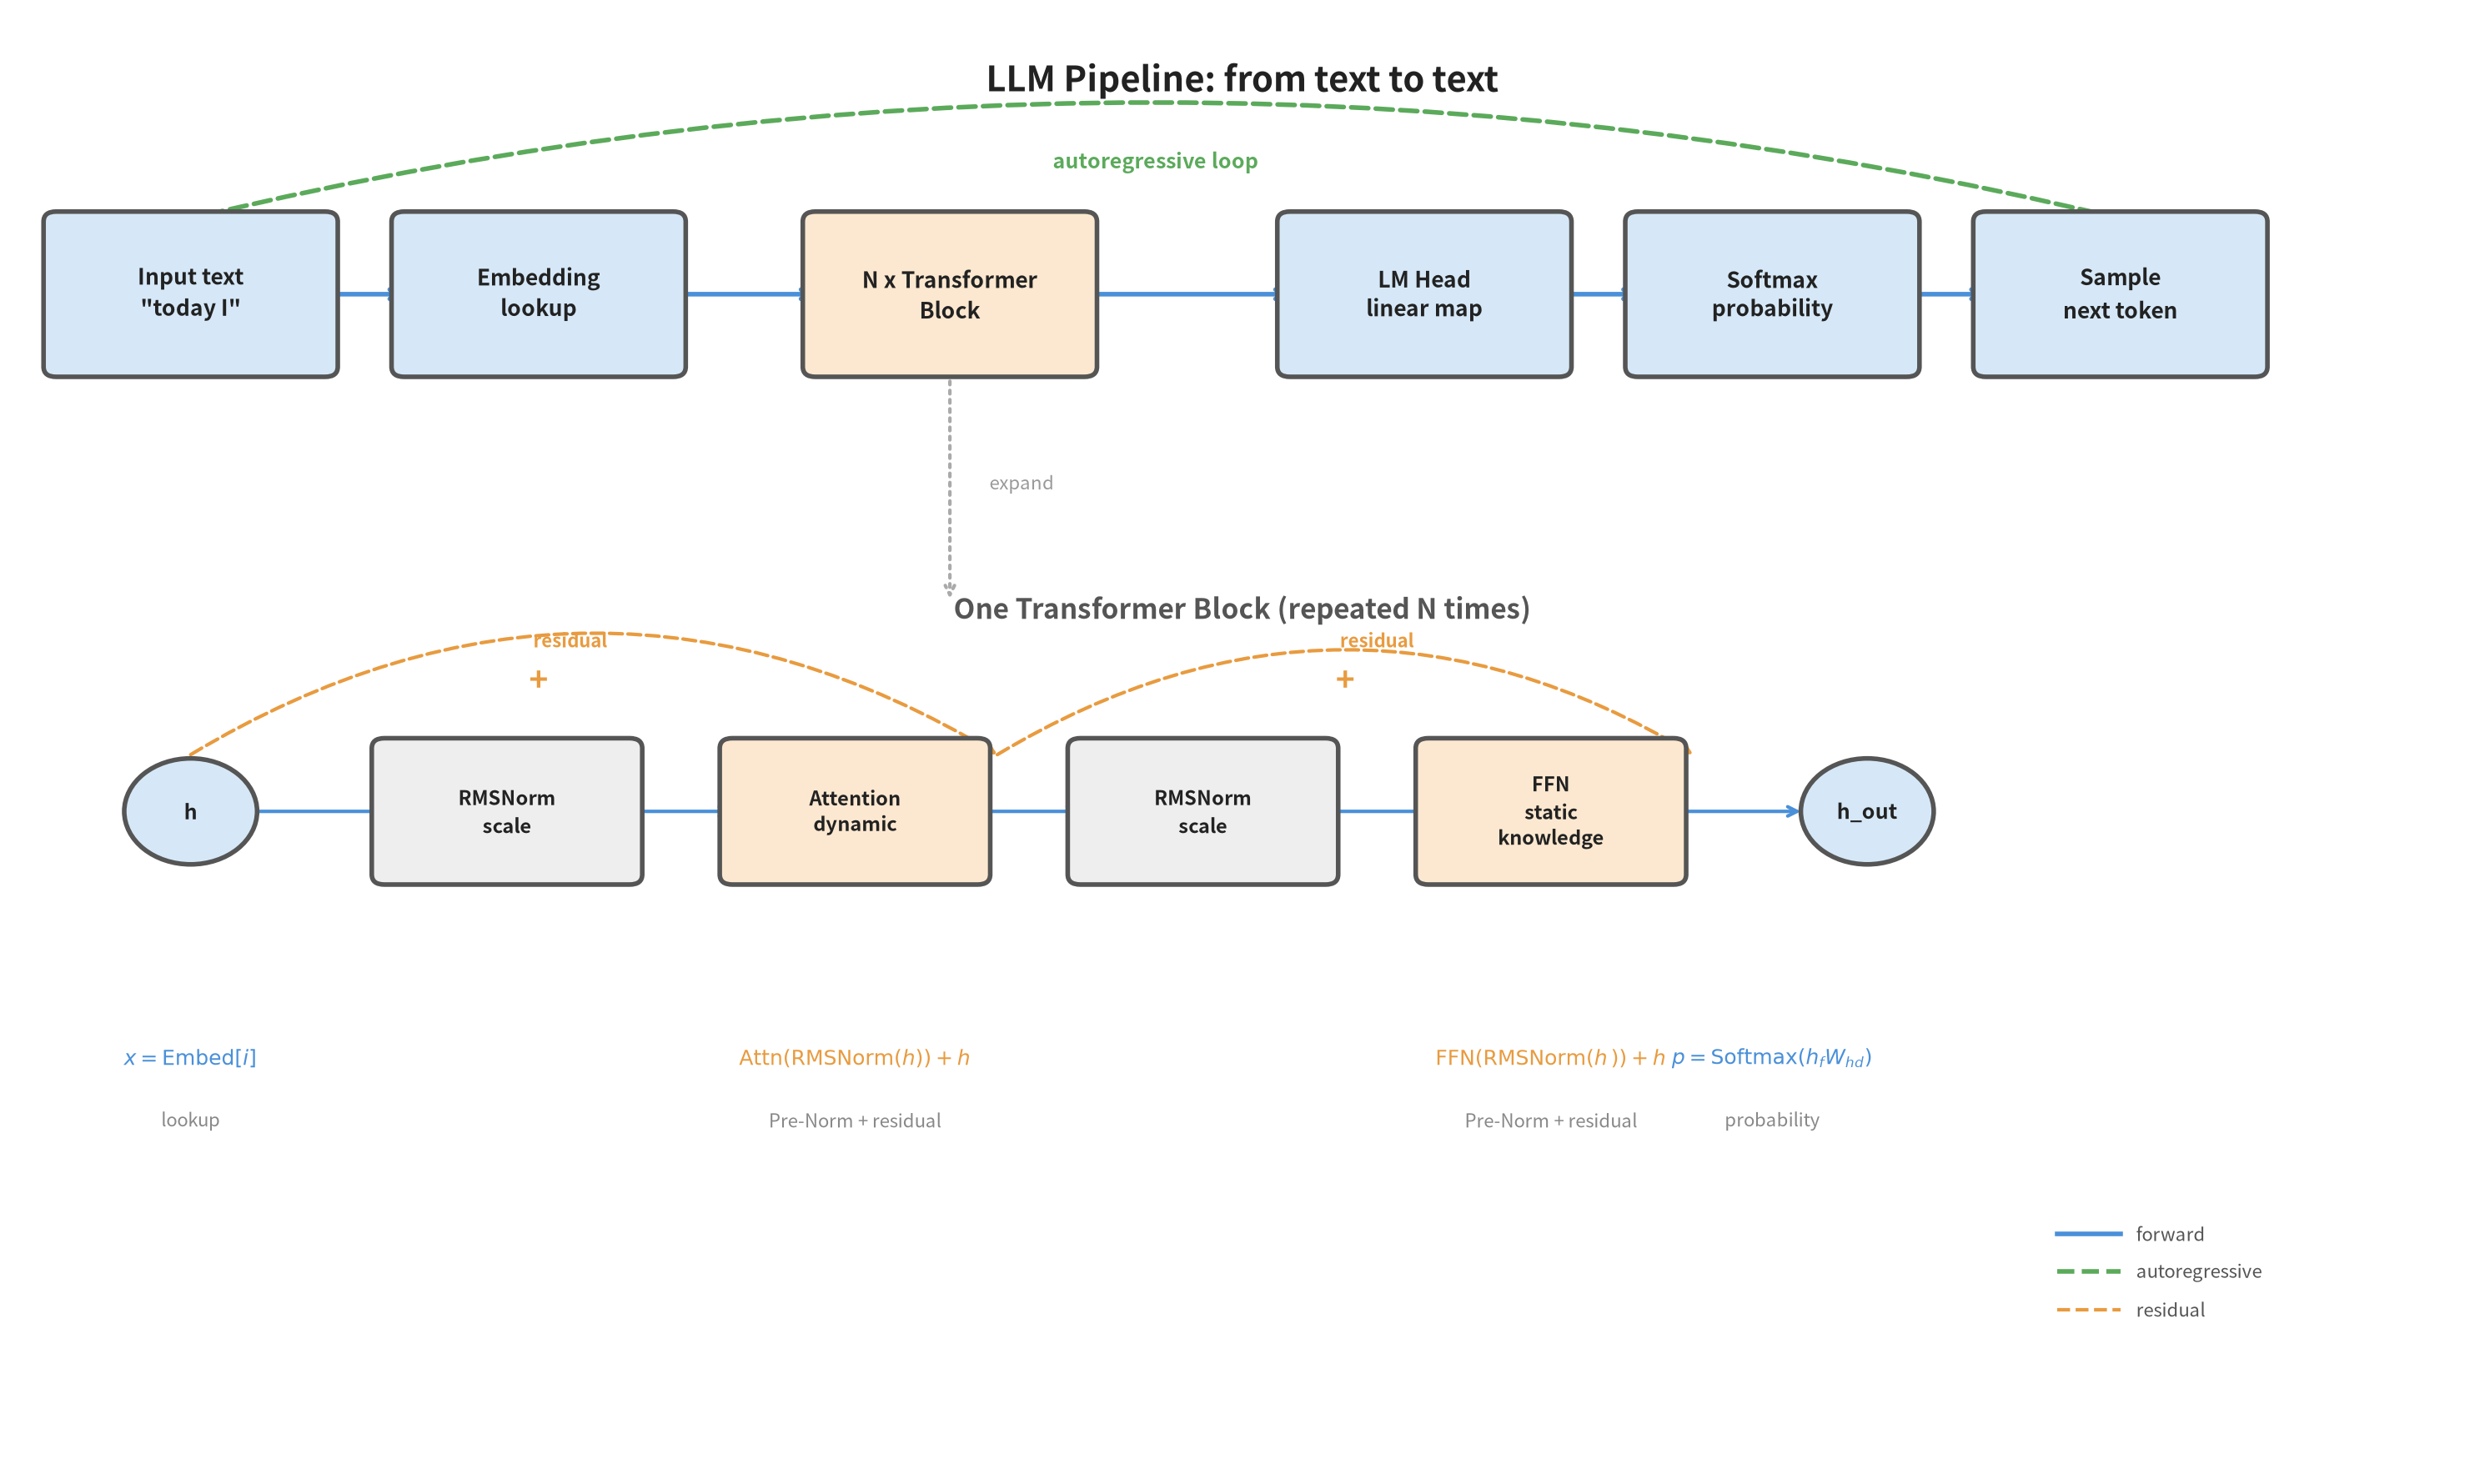 LLM Pipeline: from text to text
autoregressive loop
Input text
"today I"
Embedding
lookup
N x Transformer
Block
LM Head
linear map
Softmax
probability
Sample
next token
expand
One Transformer Block (repeated N times)
residual
+
residual
+
h
RMSNorm
scale
Attention
dynamic
RMSNorm
scale
FFN
static
knowledge
h_out
x = Embed[i]
lookup
Attn(RMSNorm(h)) + h
Pre-Norm + residual
FFN(RMSNorm(h )) + h
Pre-Norm + residual
p = Softmax(h_f W_{hd})
probability
forward
autoregressive
residual